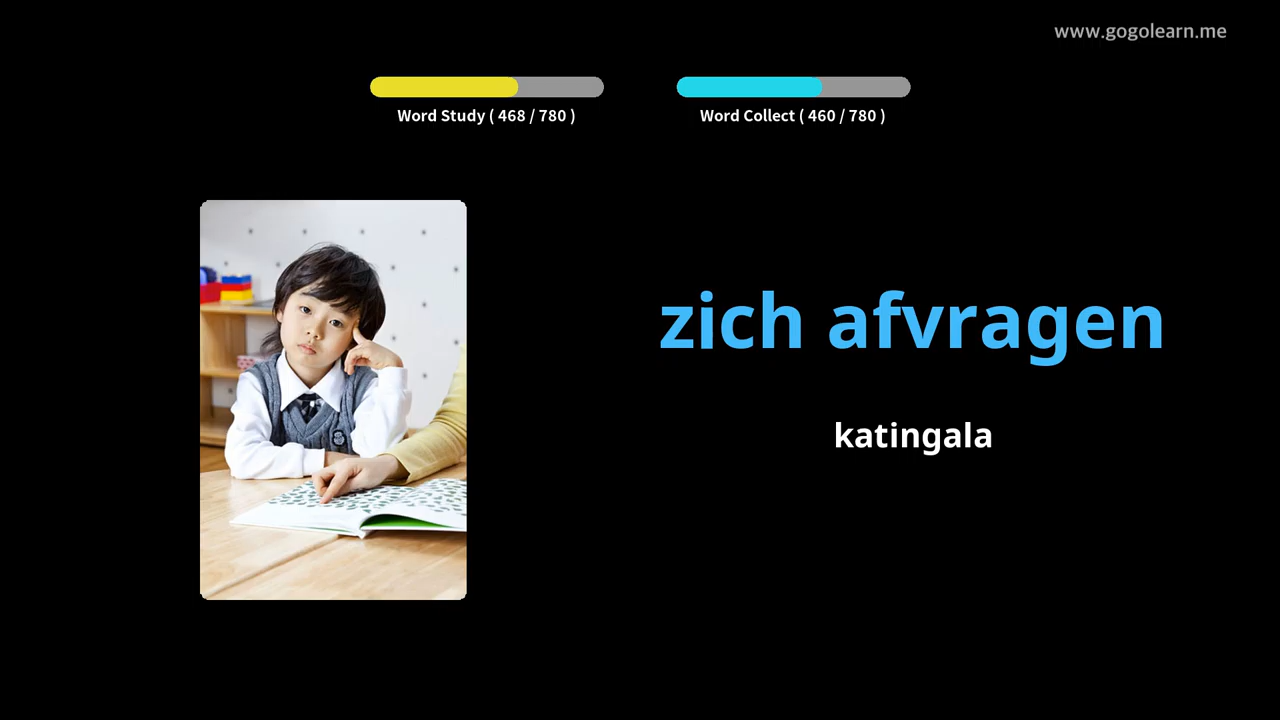 www.gogolearn.me
Word Study ( 468 / 780 )
Word Collect ( 460 / 780 )
zich afvragen
katingala